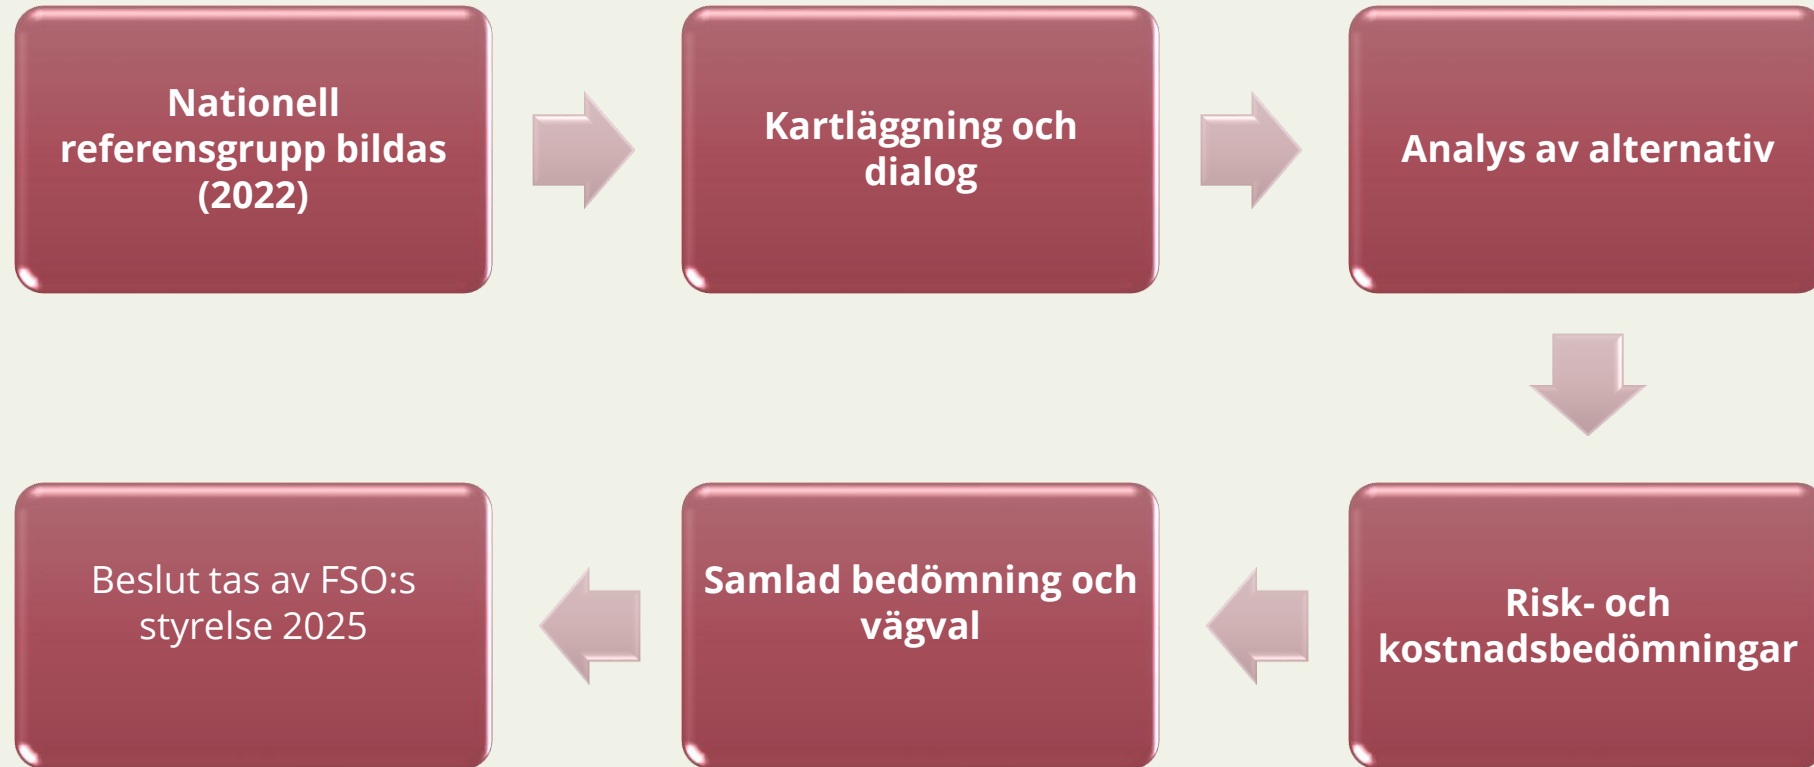 Nationell
referensgrupp bildas
(2022)
Kartläggning och
dialog
Analys av alternativ
Risk- och
kostnadsbedömningar
Samlad bedömning och
vägval
Beslut tas av FSO:s
styrelse 2025